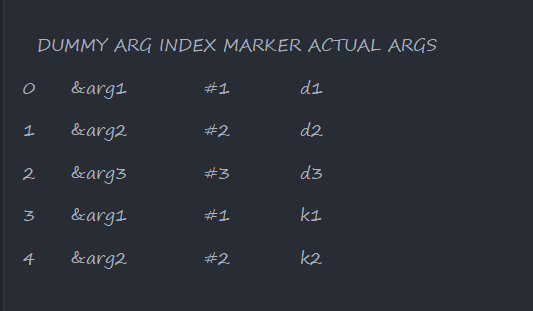 DUMMY ARG INDEX MARKER ACTUAL ARGS
0 &arg1 #1 d1
1 &arg2 #2 d2
2 &arg3 #3 d3
3 &arg1 #1 k1
4 &arg2 #2 k2